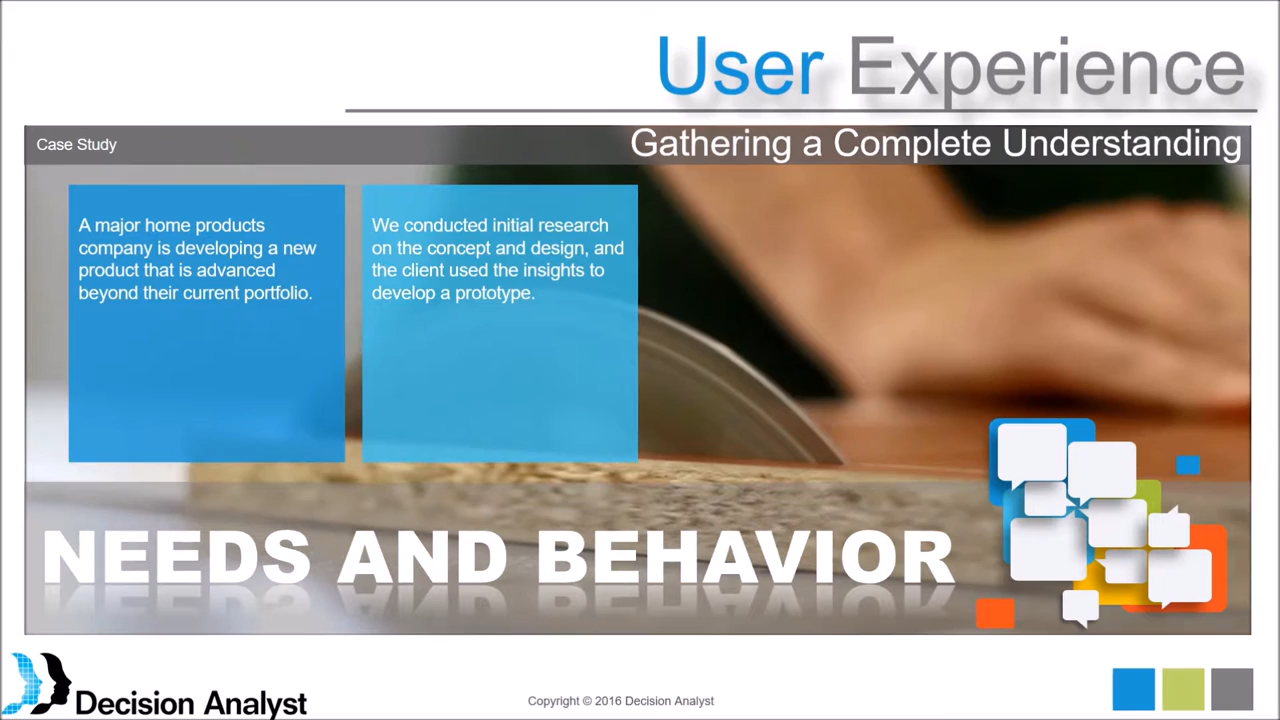 User Experience
Case Study
Gathering a Complete Understanding
A major home products
company is developing a new
product that is advanced
beyond their current portfolio.
We conducted initial research
on the concept and design, and
the client used the insights to
develop a prototype.
NEEDS AND BEHAVIOR
Decision Analyst
Copyright © 2016 Decision Analyst